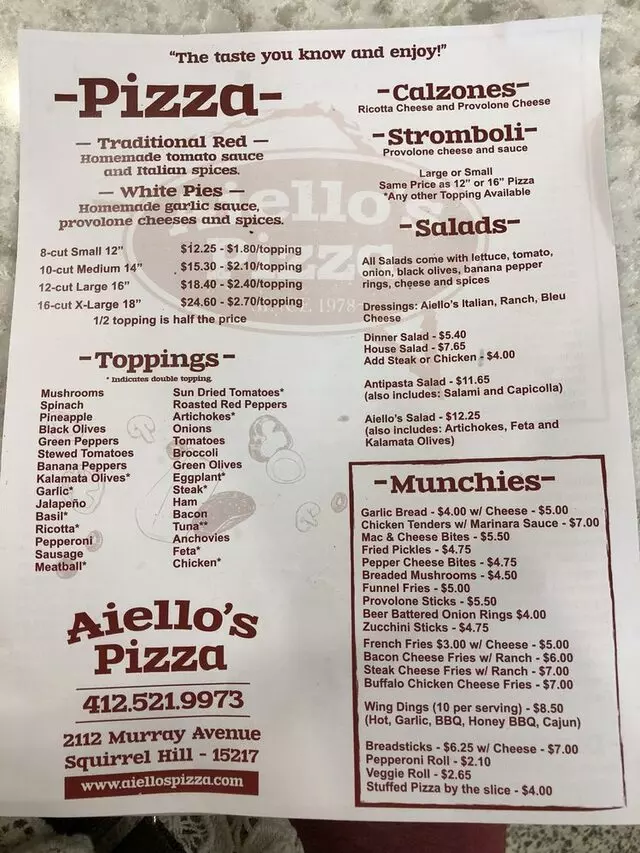 "The taste you know and enjoy!"
-Pizza-
— Traditional Red —
Homemade tomato sauce
and Italian spices.
— White Pies —
Homemade garlic sauce,
provolone cheeses and spices.
8-cut Small 12" $12.25 - $1.80/topping
10-cut Medium 14" $15.30 - $2.10/topping
12-cut Large 16" $18.40 - $2.40/topping
16-cut X-Large 18" $24.60 - $2.70/topping
1/2 topping is half the price
Aiello's
Pizza
SINCE 1978
-Toppings-
* Indicates double topping.
Mushrooms
Spinach
Pineapple
Black Olives
Green Peppers
Stewed Tomatoes
Banana Peppers
Kalamata Olives*
Garlic*
Jalapeño
Basil*
Ricotta*
Pepperoni
Sausage
Meatball*
Sun Dried Tomatoes*
Roasted Red Peppers
Artichokes*
Onions
Tomatoes
Broccoli
Green Olives
Eggplant*
Steak*
Ham
Bacon
Tuna**
Anchovies
Feta*
Chicken*
Aiello's
Pizza
412.521.9973
2112 Murray Avenue
Squirrel Hill - 15217
www.aiellospizza.com
-Calzones-
Ricotta Cheese and Provolone Cheese
-Stromboli-
Provolone cheese and sauce
Large or Small
Same Price as 12" or 16" Pizza
*Any other Topping Available
-Salads-
All Salads come with lettuce, tomato,
onion, black olives, banana pepper
rings, cheese and spices
Dressings: Aiello's Italian, Ranch, Bleu
Cheese
Dinner Salad - $5.40
House Salad - $7.65
Add Steak or Chicken - $4.00
Antipasta Salad - $11.65
(also includes: Salami and Capicolla)
Aiello's Salad - $12.25
(also includes: Artichokes, Feta and
Kalamata Olives)
-Munchies-
Garlic Bread - $4.00 w/ Cheese - $5.00
Chicken Tenders w/ Marinara Sauce - $7.00
Mac & Cheese Bites - $5.50
Fried Pickles - $4.75
Pepper Cheese Bites - $4.75
Breaded Mushrooms - $4.50
Funnel Fries - $5.00
Provolone Sticks - $5.50
Beer Battered Onion Rings $4.00
Zucchini Sticks - $4.75
French Fries $3.00 w/ Cheese - $5.00
Bacon Cheese Fries w/ Ranch - $6.00
Steak Cheese Fries w/ Ranch - $7.00
Buffalo Chicken Cheese Fries - $7.00
Wing Dings (10 per serving) - $8.50
(Hot, Garlic, BBQ, Honey BBQ, Cajun)
Breadsticks - $6.25 w/ Cheese - $7.00
Pepperoni Roll - $2.10
Veggie Roll - $2.65
Stuffed Pizza by the slice - $4.00